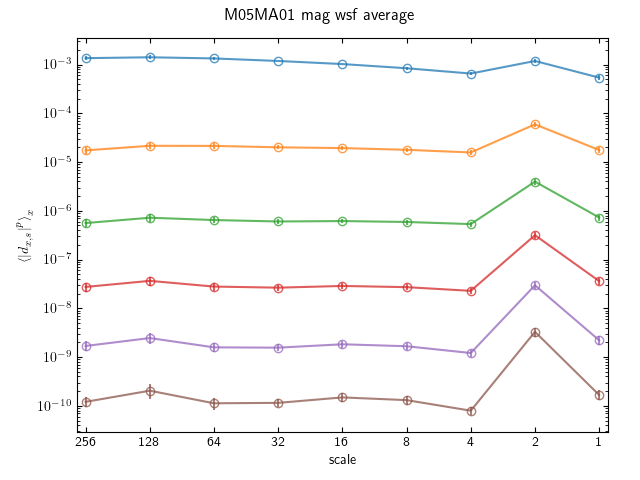 M05MA01 mag wsf average
10⁻³
10⁻⁴
10⁻⁵
10⁻⁶
10⁻⁷
10⁻⁸
10⁻⁹
10⁻¹⁰
⟨|d_{x,s}|^p⟩_x
256 128 64 32 16 8 4 2 1
scale